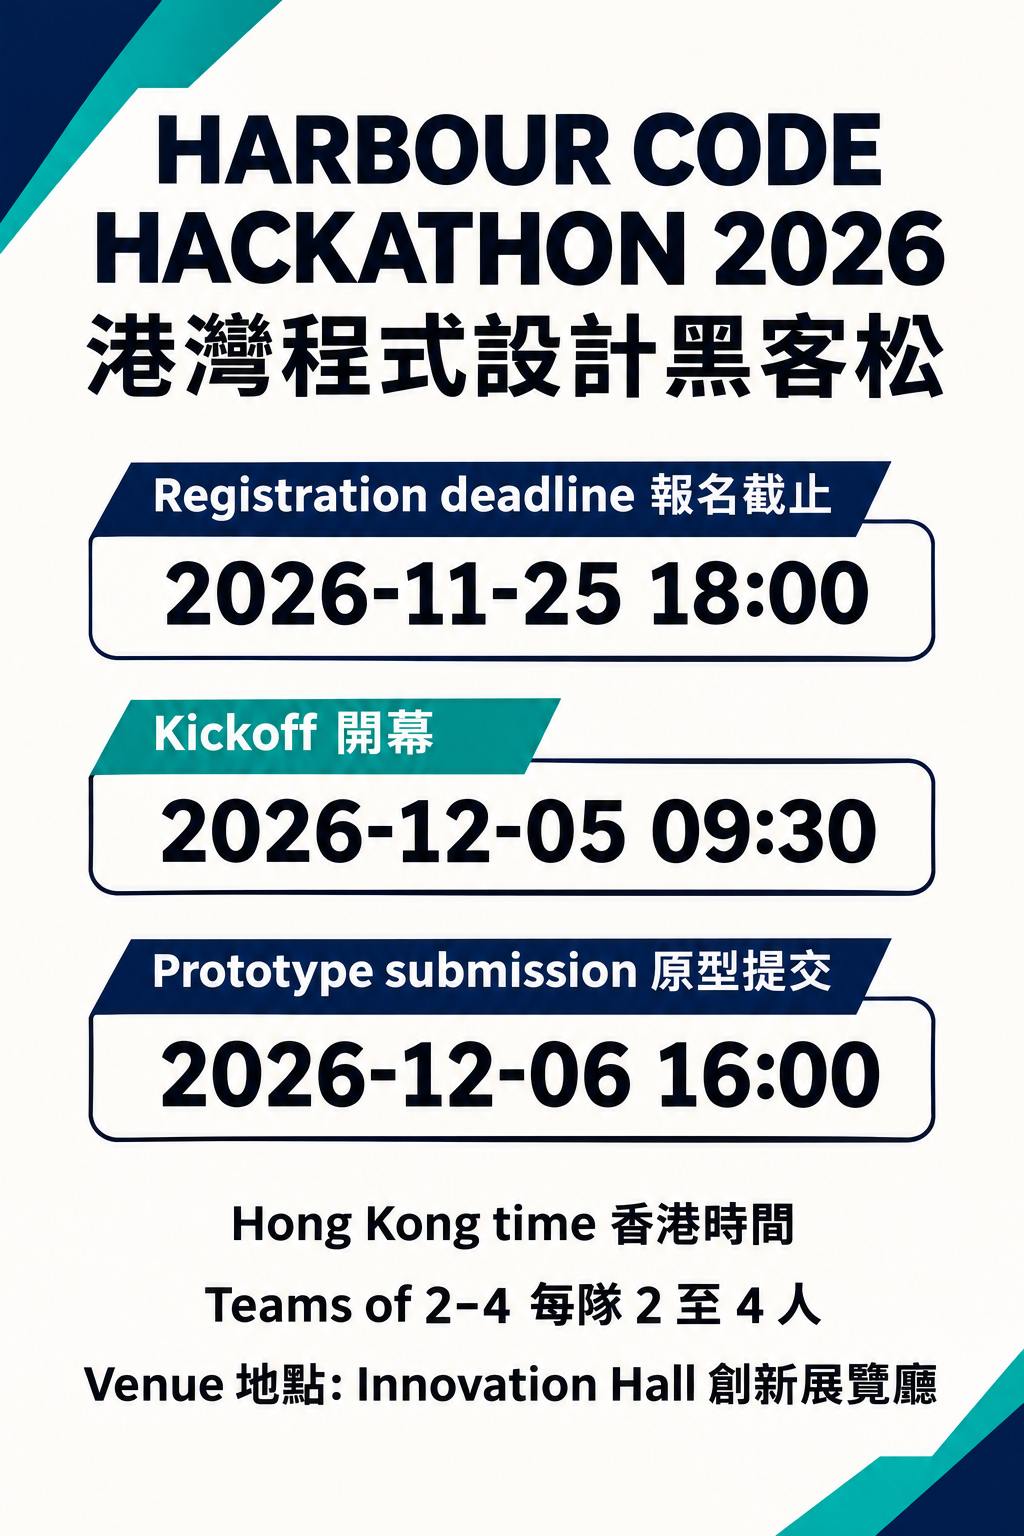 HARBOUR CODE
HACKATHON 2026
港灣程式設計黑客松
Registration deadline 報名截止
2026-11-25 18:00
Kickoff 開幕
2026-12-05 09:30
Prototype submission 原型提交
2026-12-06 16:00
Hong Kong time 香港時間
Teams of 2–4 每隊 2 至 4 人
Venue 地點: Innovation Hall 創新展覽廳